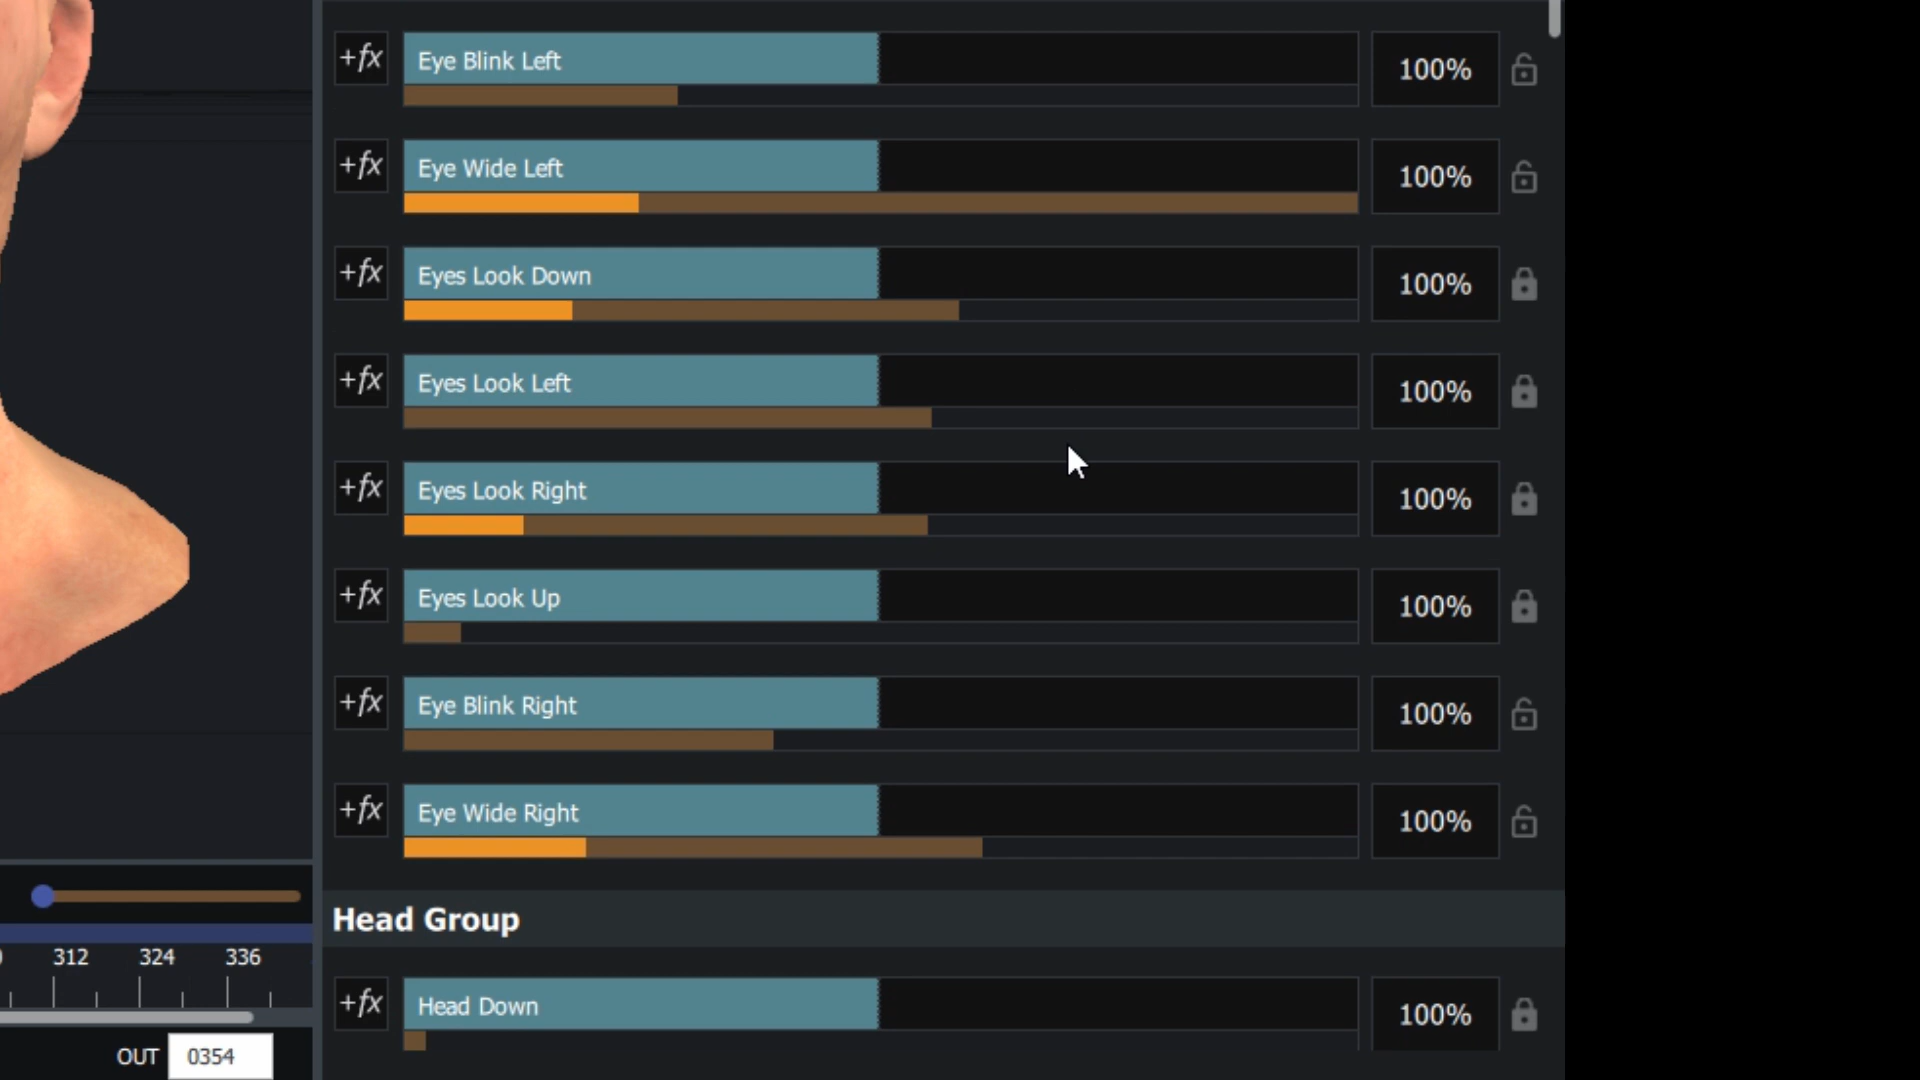 +fx Eye Blink Left 100%
+fx Eye Wide Left 100%
+fx Eyes Look Down 100%
+fx Eyes Look Left 100%
+fx Eyes Look Right 100%
+fx Eyes Look Up 100%
+fx Eye Blink Right 100%
+fx Eye Wide Right 100%
Head Group
312 324 336
+fx Head Down 100%
OUT 0354